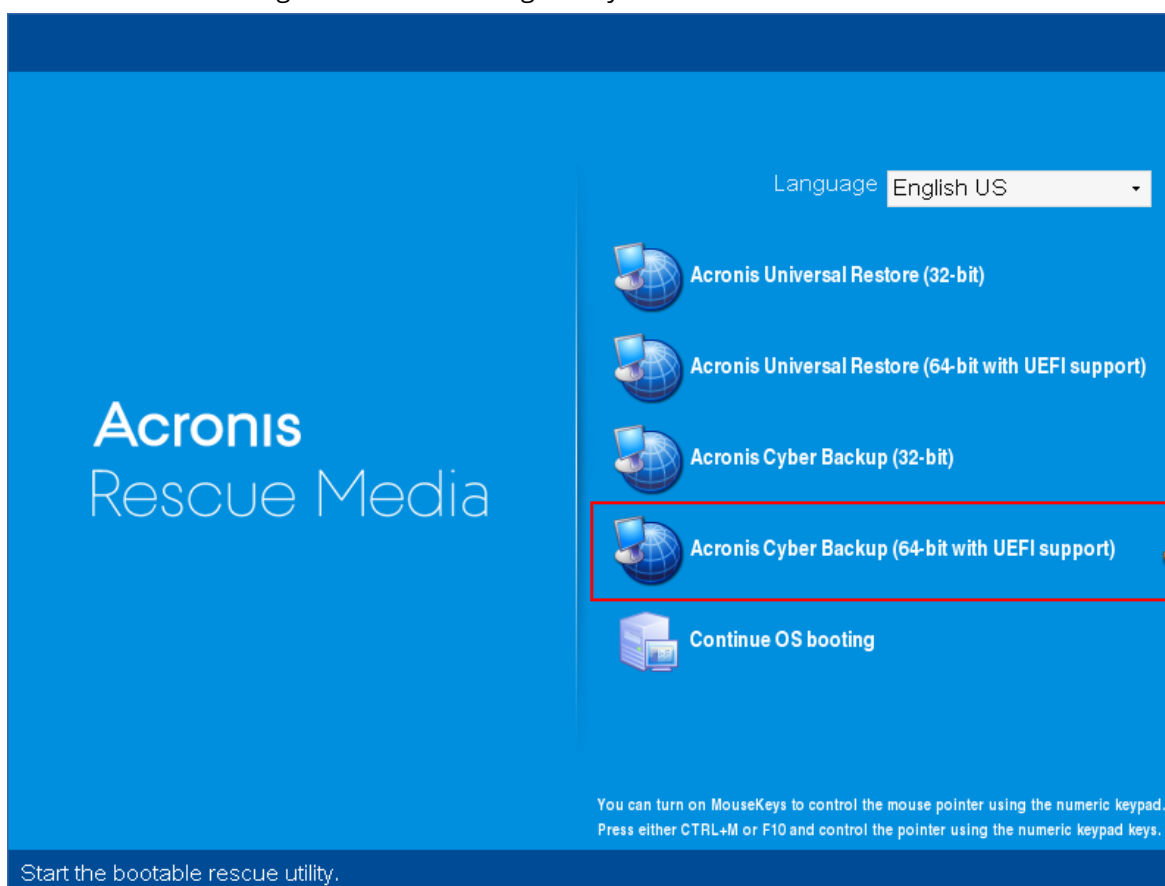 Language English US
Acronis Universal Restore (32-bit)
Acronis Universal Restore (64-bit with UEFI support)
Acronis
Rescue Media
Acronis Cyber Backup (32-bit)
Acronis Cyber Backup (64-bit with UEFI support)
Continue OS booting
You can turn on MouseKeys to control the mouse pointer using the numeric keypad.
Press either CTRL+M or F10 and control the pointer using the numeric keypad keys.
Start the bootable rescue utility.